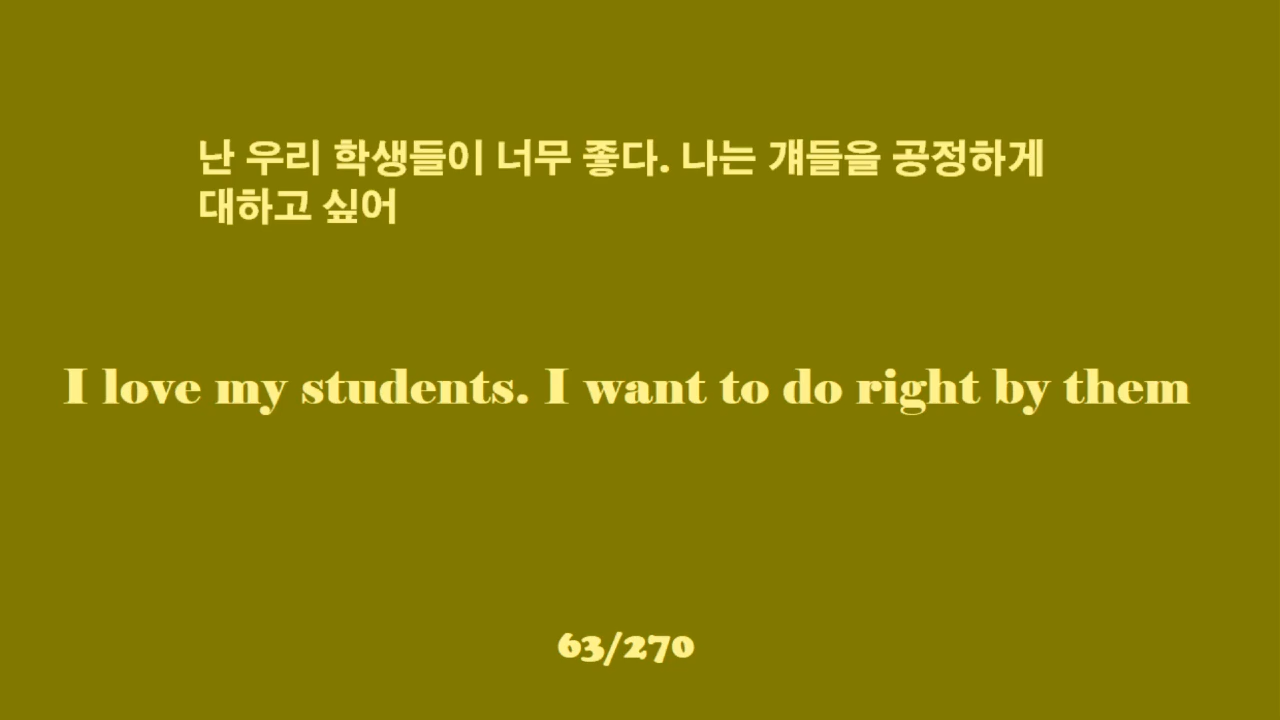 난 우리 학생들이 너무 좋다. 나는 걔들을 공정하게
대하고 싶어
I love my students. I want to do right by them
63/270